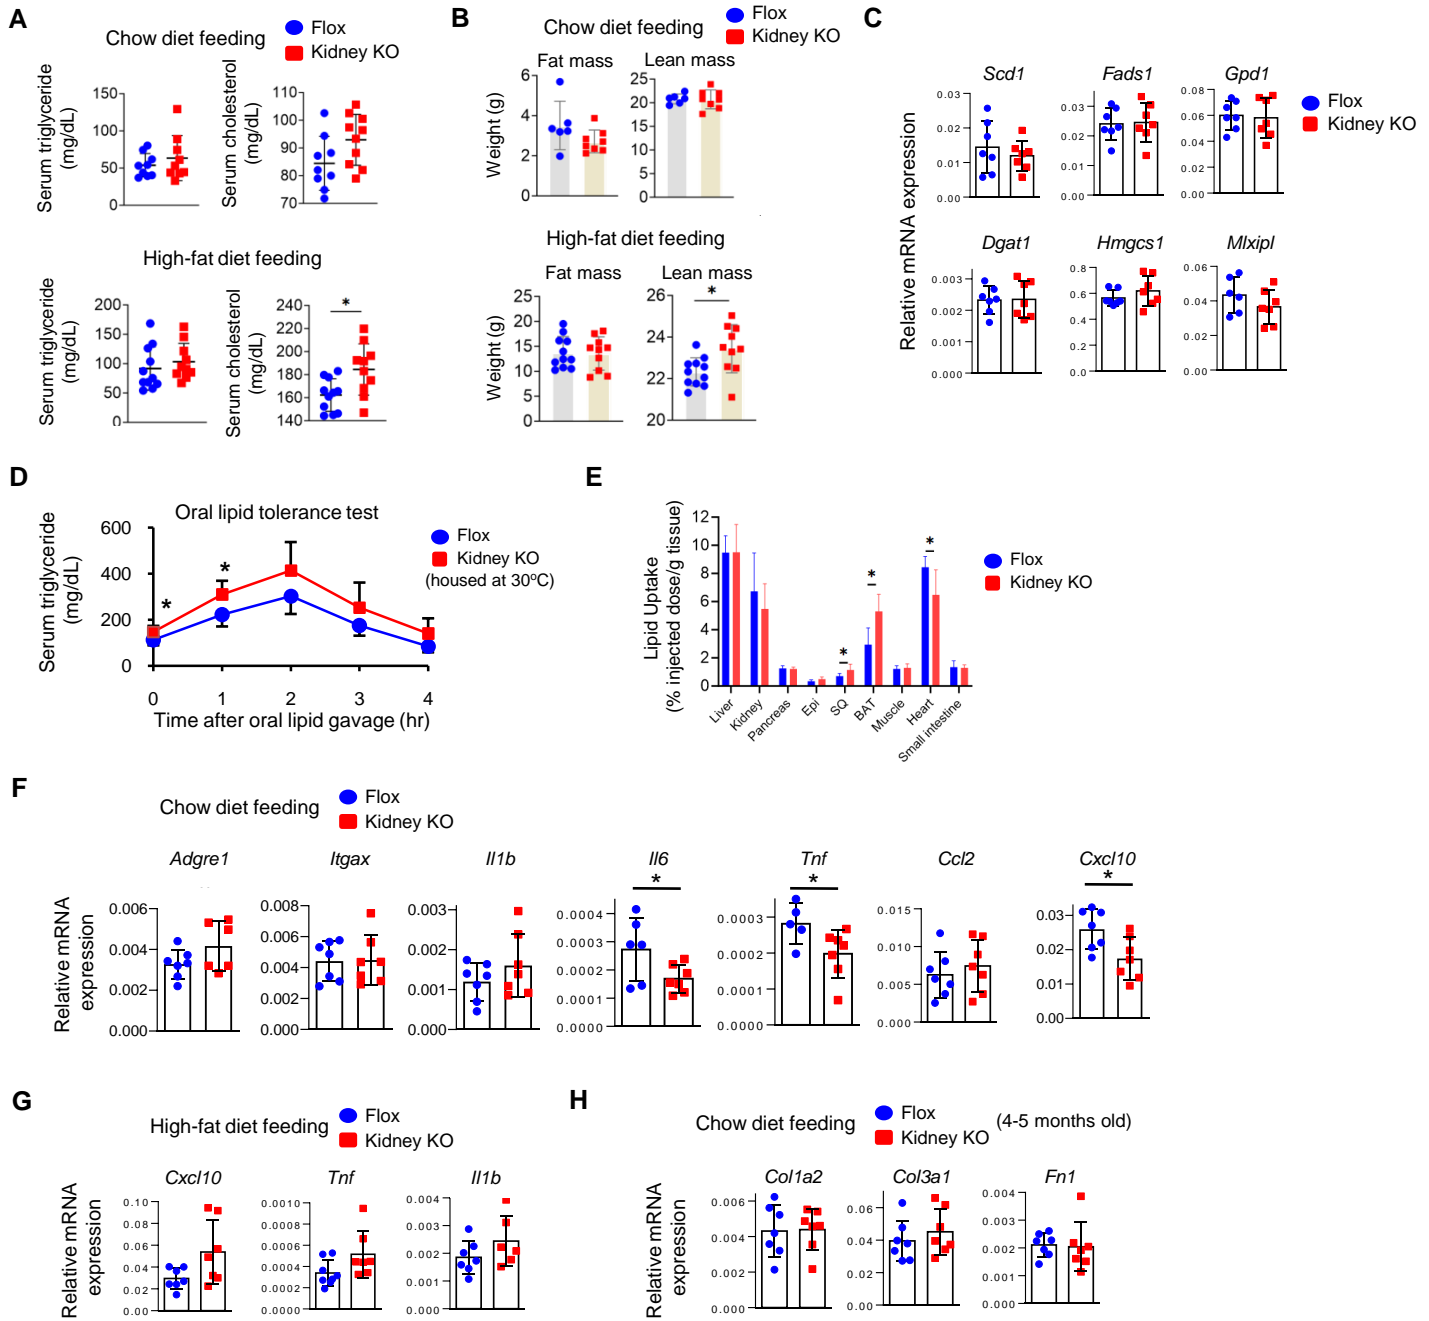 A
Chow diet feeding
Flox
Kidney KO
Serum triglyceride
(mg/dL)
150
100
50
0
Serum cholesterol
(mg/dL)
110
100
90
80
70
High-fat diet feeding
Serum triglyceride
(mg/dL)
200
150
100
50
0
Serum cholesterol
(mg/dL)
240
220
200
180
160
140
*
B
Chow diet feeding
Flox
Kidney KO
Fat mass
Lean mass
Weight (g)
6
4
2
0
25
20
15
10
5
0
High-fat diet feeding
Fat mass
Lean mass
Weight (g)
25
20
15
10
5
0
26
24
22
20
*
C
Flox
Kidney KO
Relative mRNA expression
Scd1
0.03
0.02
0.01
0.00
Fads1
0.03
0.02
0.01
0.00
Gpd1
0.08
0.06
0.04
0.02
0.00
Dgat1
0.003
0.002
0.001
0.000
Hmgcs1
0.8
0.6
0.4
0.2
0.0
Mlxipl
0.06
0.04
0.02
0.00
D
Oral lipid tolerance test
Flox
Kidney KO
(housed at 30ºC)
Serum triglyceride
(mg/dL)
600
400
200
0
*
*
0 1 2 3 4
Time after oral lipid gavage (hr)
E
Lipid Uptake
(% injected dose/g tissue)
12
10
8
6
4
2
0
*
*
*
Flox
Kidney KO
Liver
Kidney
Pancreas
Epi
SQ
BAT
Muscle
Heart
Small intestine
F
Chow diet feeding
Flox
Kidney KO
Relative mRNA
expression
Adgre1
0.006
0.004
0.002
0.000
Itgax
0.008
0.006
0.004
0.002
0.000
Il1b
0.003
0.002
0.001
0.000
Il6
*
0.0004
0.0003
0.0002
0.0001
0.0000
Tnf
*
0.0003
0.0002
0.0001
0.0000
Ccl2
0.015
0.010
0.005
0.000
Cxcl10
*
0.03
0.02
0.01
0.00
G
High-fat diet feeding
Flox
Kidney KO
Relative mRNA
expression
Cxcl10
0.10
0.08
0.06
0.04
0.02
0.00
Tnf
0.0010
0.0008
0.0006
0.0004
0.0002
0.0000
Il1b
0.004
0.003
0.002
0.001
0.000
H
Chow diet feeding
Flox
Kidney KO
(4-5 months old)
Relative mRNA
expression
Col1a2
0.006
0.004
0.002
0.000
Col3a1
0.08
0.06
0.04
0.02
0.00
Fn1
0.004
0.003
0.002
0.001
0.000